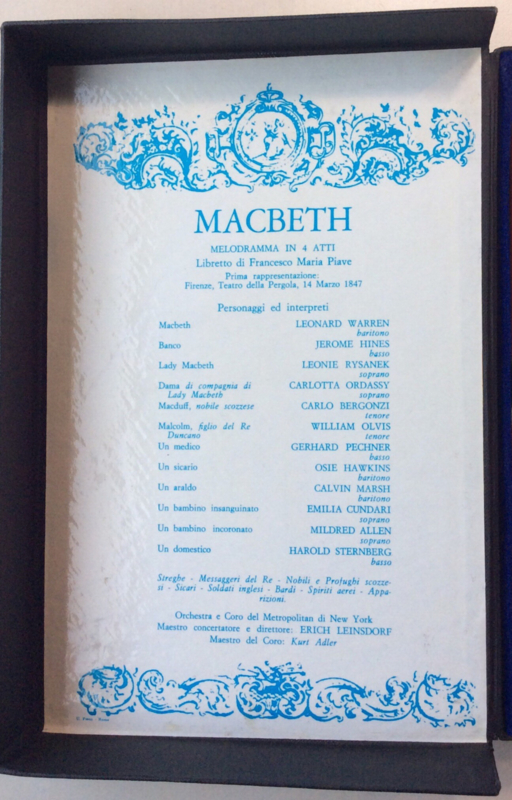 MACBETH
MELODRAMMA IN 4 ATTI
Libretto di Francesco Maria Piave
Prima rappresentazione:
Firenze, Teatro della Pergola, 14 Marzo 1847
Personaggi ed interpreti
Macbeth LEONARD WARREN
baritono
Banco JEROME HINES
basso
Lady Macbeth LEONIE RYSANEK
soprano
Dama di compagnia di CARLOTTA ORDASSY
Lady Macbeth soprano
Macduff, nobile scozzese CARLO BERGONZI
tenore
Malcolm, figlio del Re WILLIAM OLVIS
Duncano tenore
Un medico GERHARD PECHNER
basso
Un sicario OSIE HAWKINS
baritono
Un araldo CALVIN MARSH
baritono
Un bambino insanguinato EMILIA CUNDARI
soprano
Un bambino incoronato MILDRED ALLEN
soprano
Un domestico HAROLD STERNBERG
basso
Streghe - Messaggeri del Re - Nobili e Profughi scozze-
si - Sicari - Soldati inglesi - Bardi - Spiriti aerei - Appa-
rizioni.
Orchestra e Coro del Metropolitan di New York
Maestro concertatore e direttore: ERICH LEINSDORF
Maestro del Coro: Kurt Adler